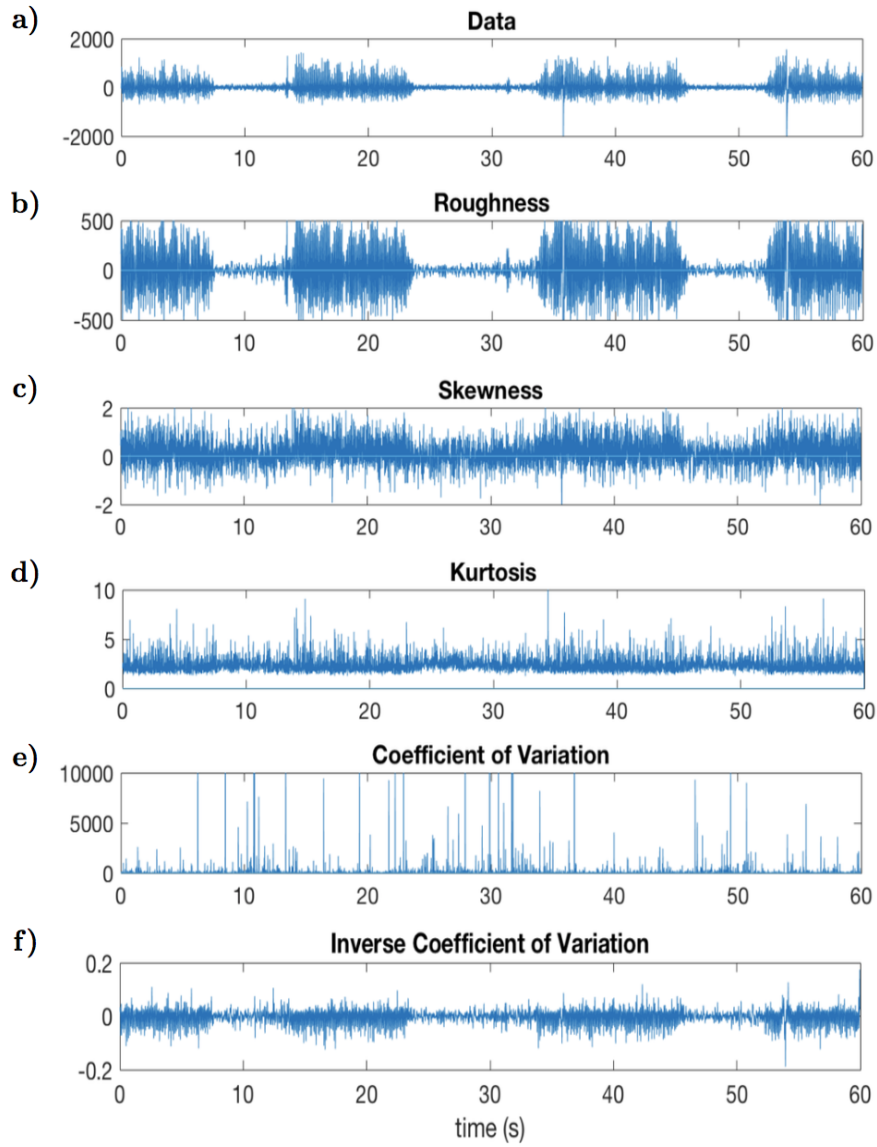 a)
Data
2000
0
-2000
0 10 20 30 40 50 60
b)
Roughness
500
0
-500
0 10 20 30 40 50 60
c)
Skewness
2
0
-2
0 10 20 30 40 50 60
d)
Kurtosis
10
5
0
0 10 20 30 40 50 60
e)
Coefficient of Variation
10000
5000
0
0 10 20 30 40 50 60
f)
Inverse Coefficient of Variation
0.2
0
-0.2
0 10 20 30 40 50 60
time (s)